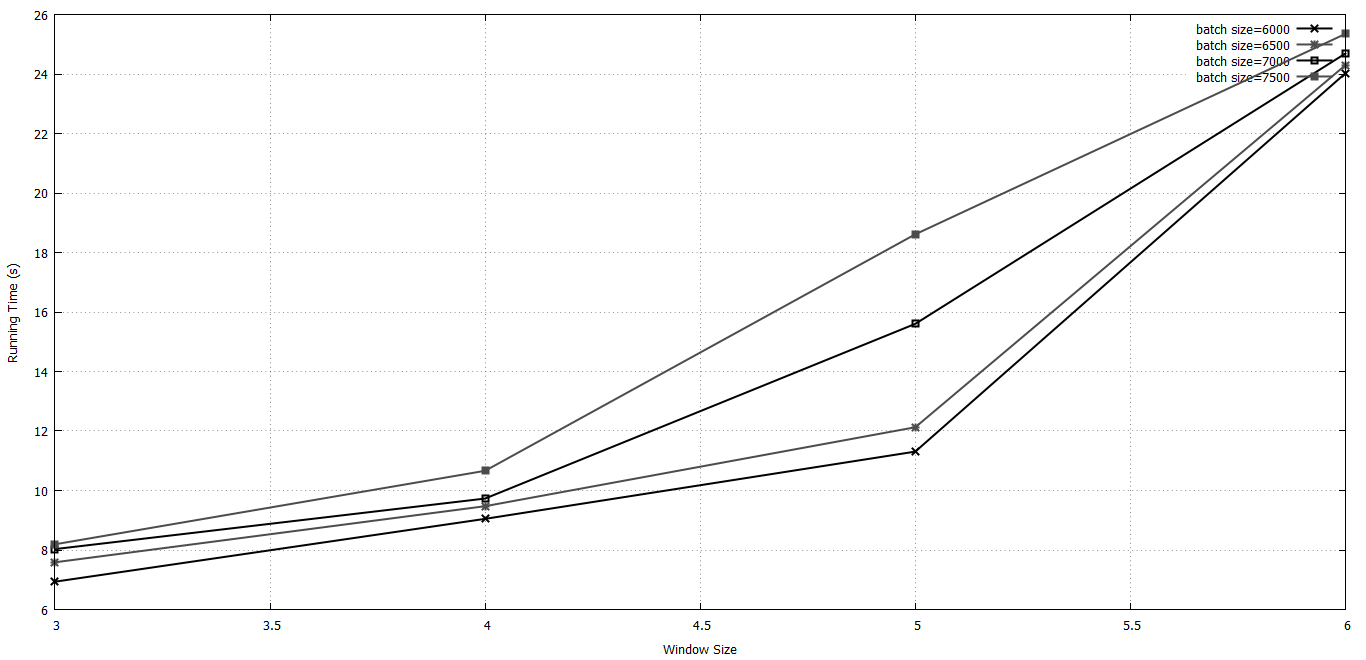 26
24
22
20
18
16
14
12
10
8
6
Running Time (s)
batch size=6000
batch size=6500
batch size=7000
batch size=7500
3 3.5 4 4.5 5 5.5 6
Window Size